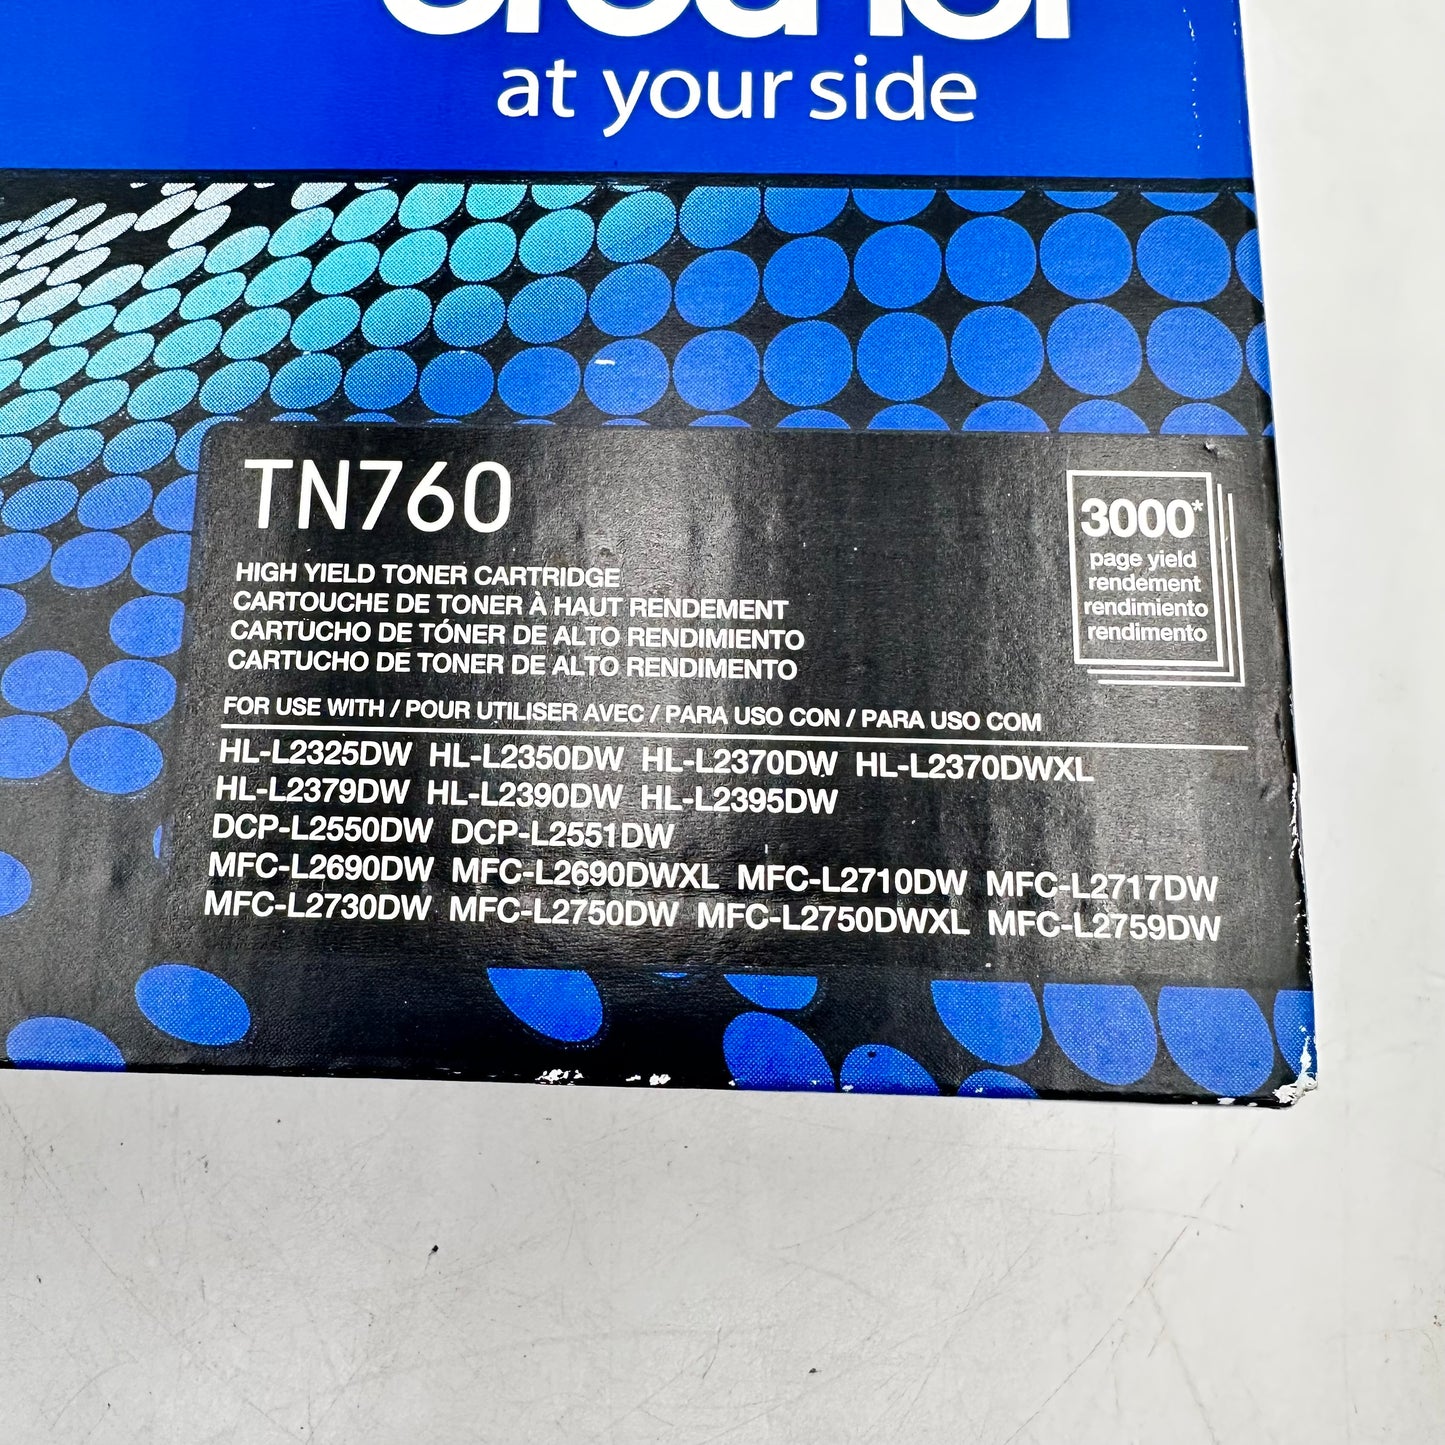 brother
at your side
TN760
HIGH YIELD TONER CARTRIDGE
CARTOUCHE DE TONER À HAUT RENDEMENT
CARTUCHO DE TÓNER DE ALTO RENDIMIENTO
CARTUCHO DE TONER DE ALTO RENDIMENTO
3000*
page yield
rendement
rendimiento
rendimento
FOR USE WITH / POUR UTILISER AVEC / PARA USO CON / PARA USO COM
HL-L2325DW HL-L2350DW HL-L2370DW HL-L2370DWXL
HL-L2379DW HL-L2390DW HL-L2395DW
DCP-L2550DW DCP-L2551DW
MFC-L2690DW MFC-L2690DWXL MFC-L2710DW MFC-L2717DW
MFC-L2730DW MFC-L2750DW MFC-L2750DWXL MFC-L2759DW